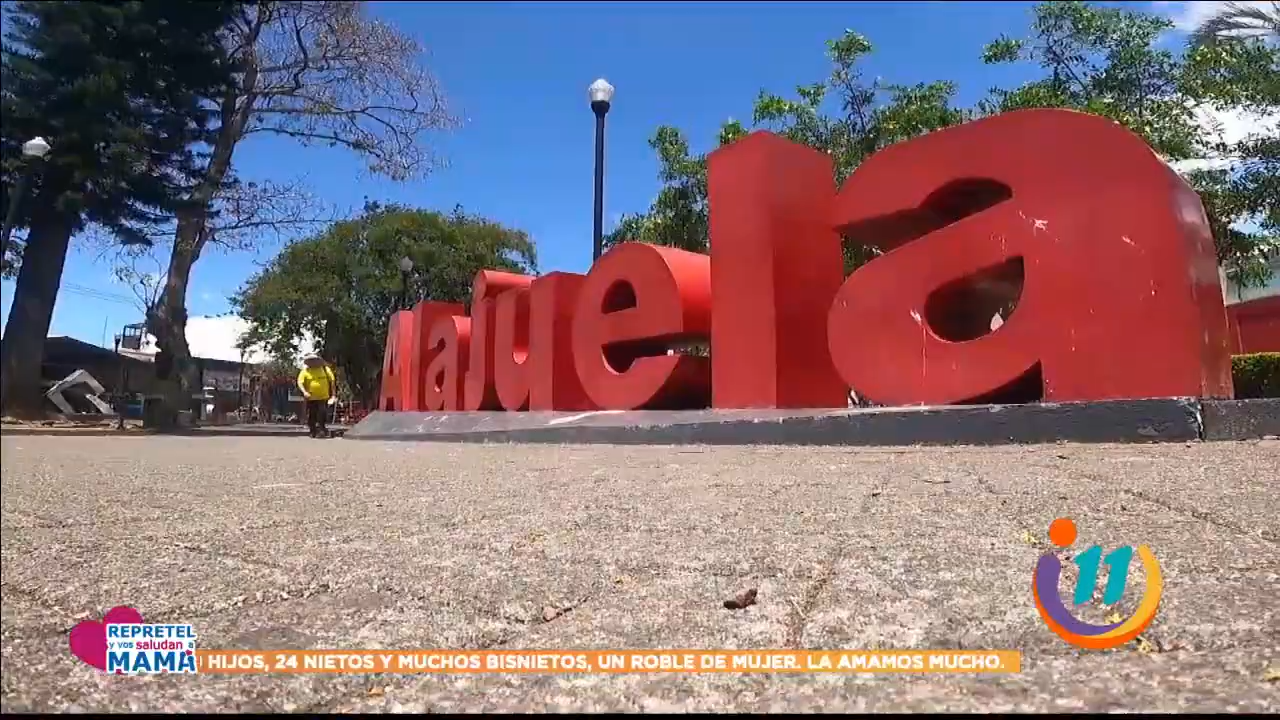 Alajuela
11
REPRETEL
y vos saludan a
MAMÁ
HIJOS, 24 NIETOS Y MUCHOS BISNIETOS, UN ROBLE DE MUJER. LA AMAMOS MUCHO.